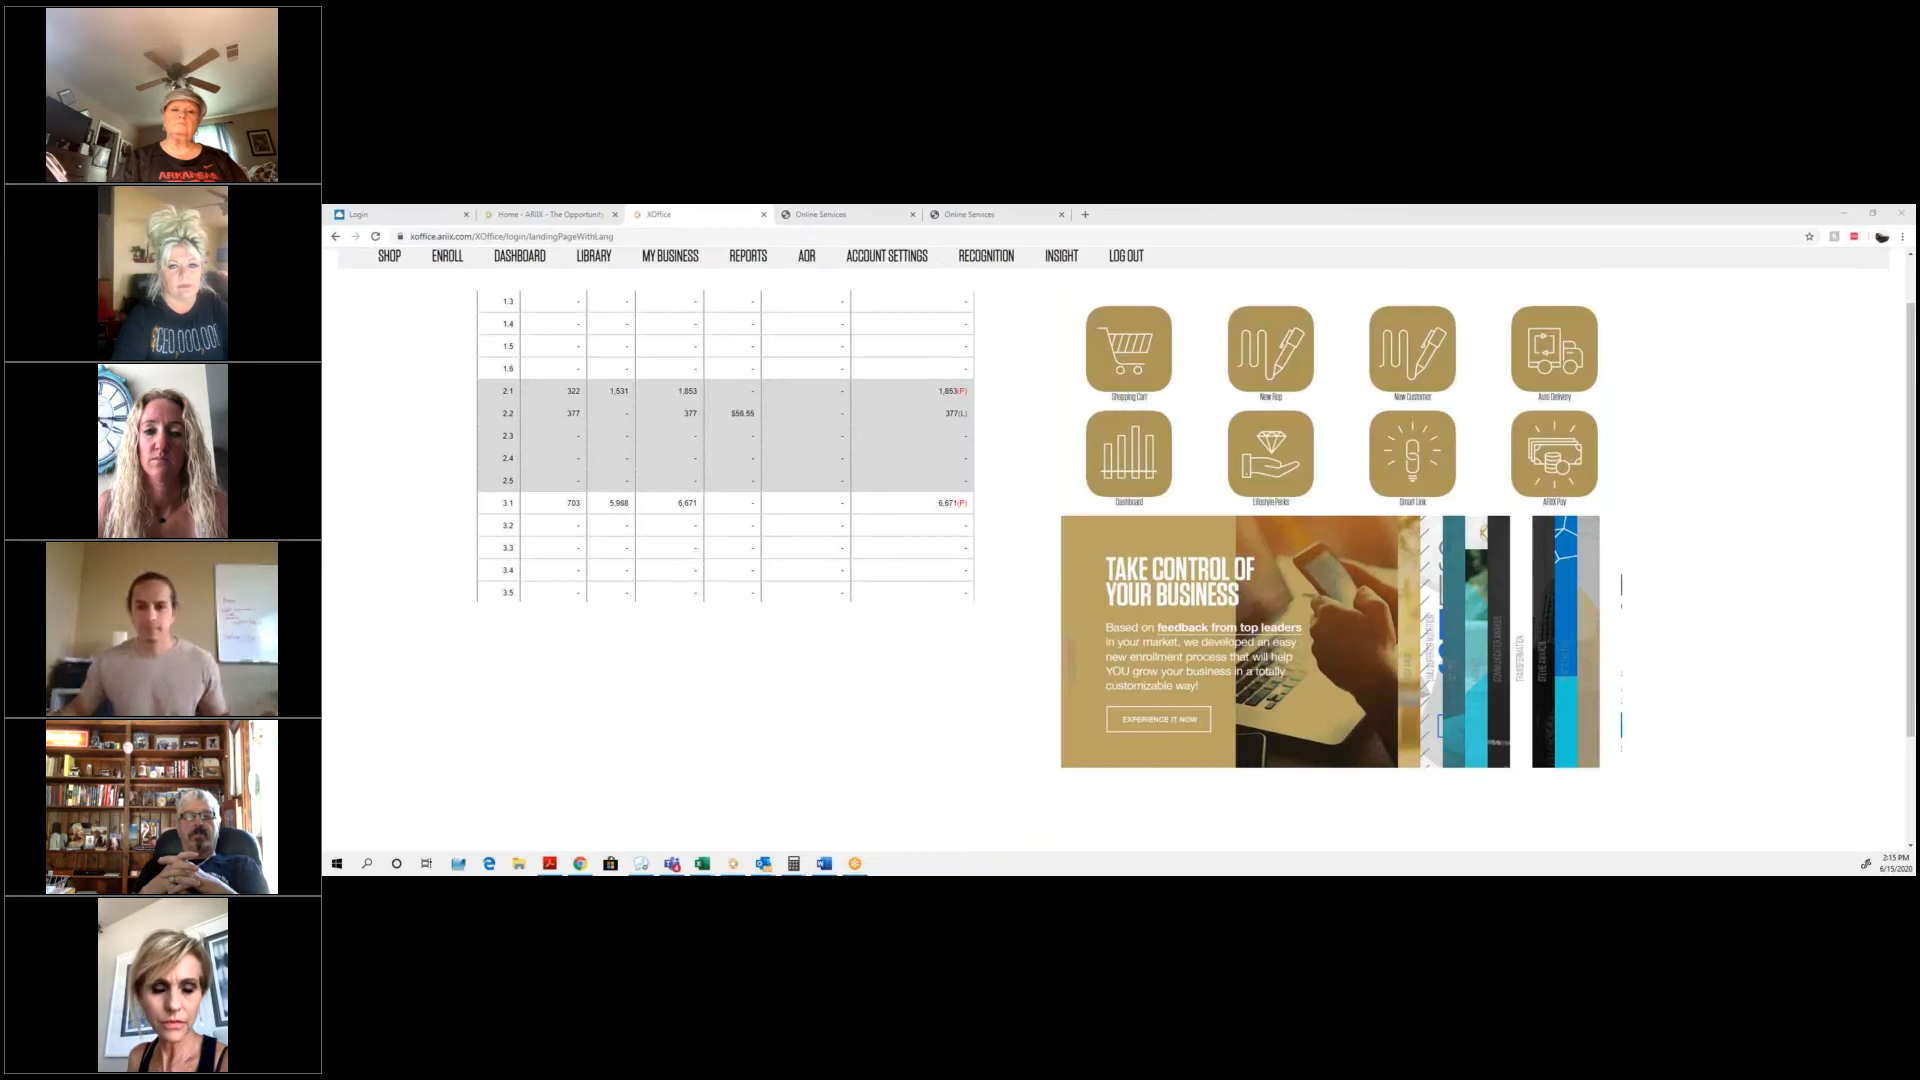 ARKANSAS
Login
Home - ARIIX - The Opportunity
XOffice
Online Services
Online Services
xoffice.ariix.com/XOffice/login/landingPageWithLang
SHOP ENROLL DASHBOARD LIBRARY MY BUSINESS REPORTS AOR ACCOUNT SETTINGS RECOGNITION INSIGHT LOG OUT
1.3 - - - - - -
1.4 - - - - - -
1.5 - - - - - -
1.6 - - - - - -
2.1 322 1,531 1,853 - - 1,853(P)
2.2 377 - 377 $56.55 - 377(L)
2.3 - - - - - -
2.4 - - - - - -
2.5 - - - - - -
3.1 703 5,968 6,671 - - 6,671(P)
3.2 - - - - - -
3.3 - - - - - -
3.4 - - - - - -
3.5 - - - - - -
Shopping Cart
New Rep
New Customer
Auto Delivery
Dashboard
Lifestyle Perks
Smart Link
ARIIX Pay
TAKE CONTROL OF
YOUR BUSINESS
Based on feedback from top leaders
in your market, we developed an easy
new enrollment process that will help
YOU grow your business in a totally
customizable way!
EXPERIENCE IT NOW
COMMUNICATOR AWARDS
TRANSFORMATION
STEVIE AWARDS
2:15 PM
6/15/2020